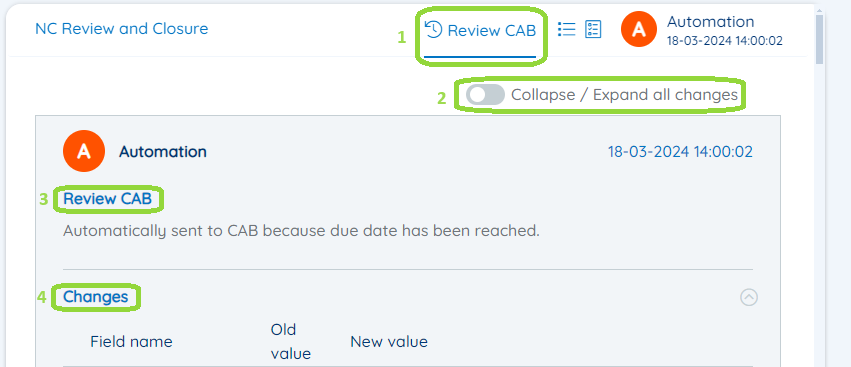 NC Review and Closure
1
Review CAB
A
Automation
18-03-2024 14:00:02
2
Collapse / Expand all changes
A
Automation
18-03-2024 14:00:02
3
Review CAB
Automatically sent to CAB because due date has been reached.
4
Changes
Field name
Old
value
New value